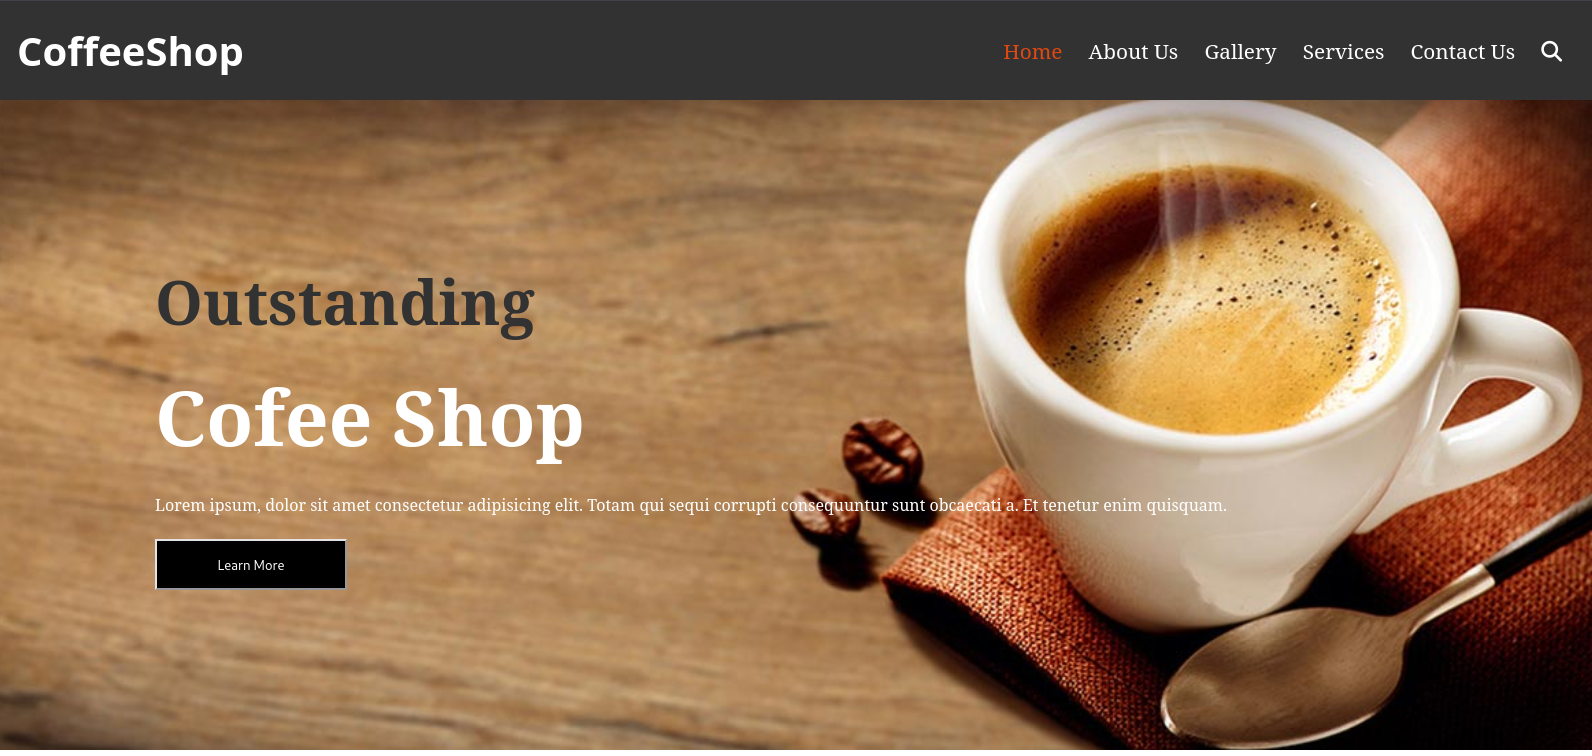 CoffeeShop
Home About Us Gallery Services Contact Us
Outstanding
Cofee Shop
Lorem ipsum, dolor sit amet consectetur adipisicing elit. Totam qui sequi corrupti consequuntur sunt obcaecati a. Et tenetur enim quisquam.
Learn More